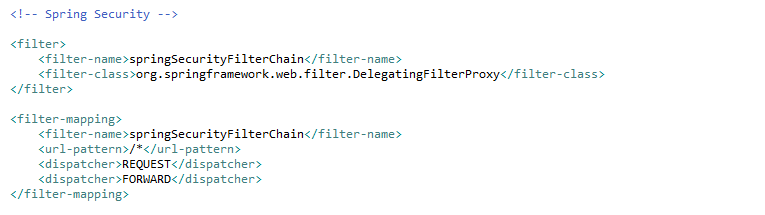 <!-- Spring Security -->
<filter>
<filter-name>springSecurityFilterChain</filter-name>
<filter-class>org.springframework.web.filter.DelegatingFilterProxy</filter-class>
</filter>
<filter-mapping>
<filter-name>springSecurityFilterChain</filter-name>
<url-pattern>/*</url-pattern>
<dispatcher>REQUEST</dispatcher>
<dispatcher>FORWARD</dispatcher>
</filter-mapping>